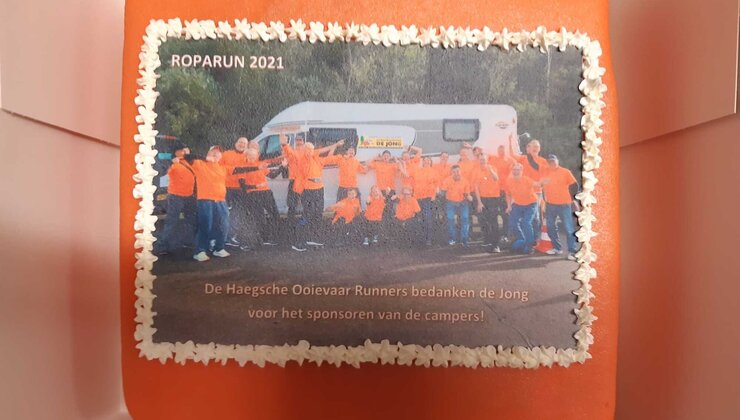 ROPARUN 2021
DE JONG
De Haegsche Ooievaar Runners bedanken de Jong
voor het sponsoren van de campers!